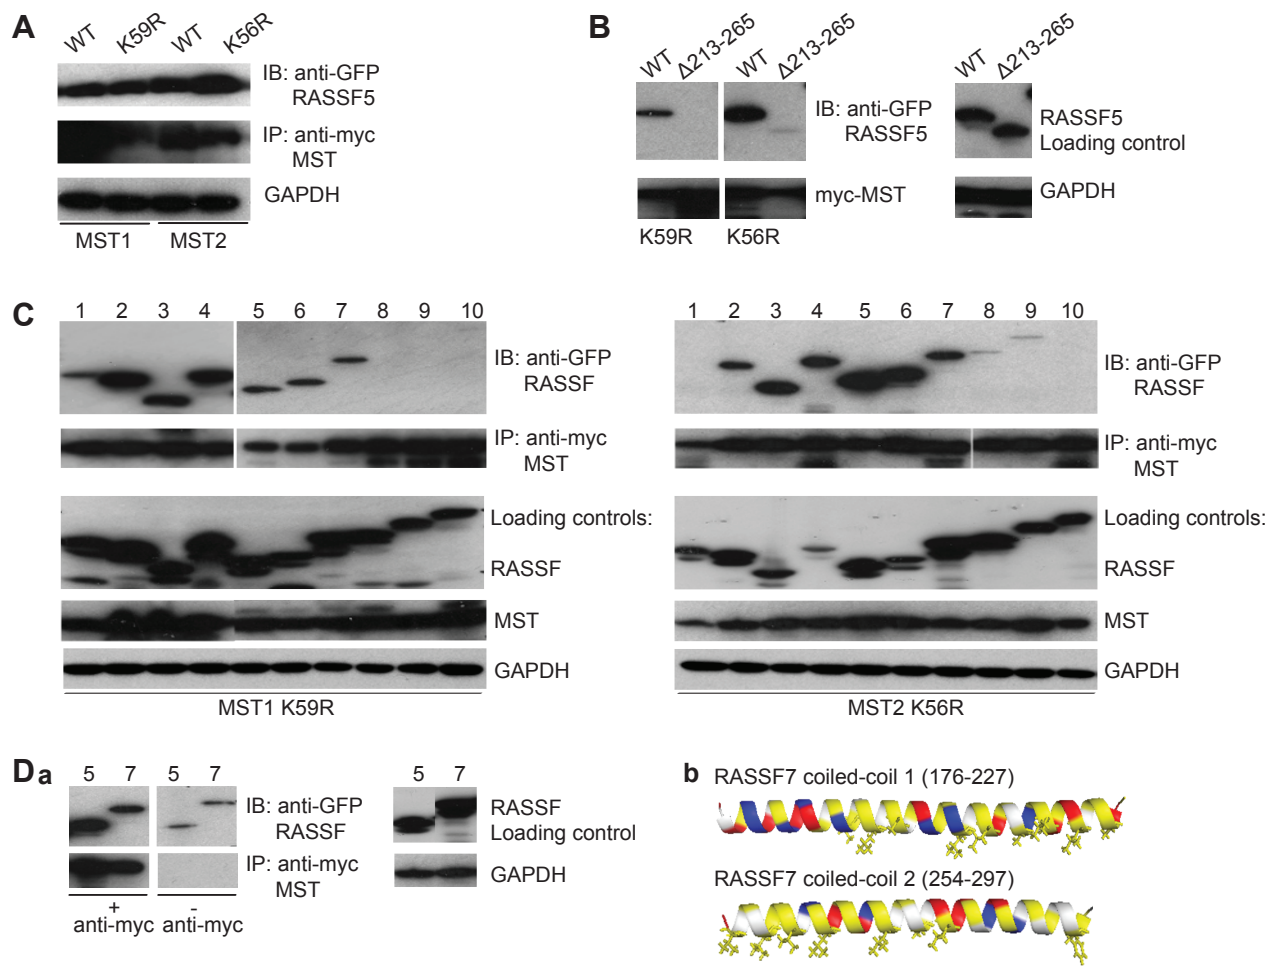 A
WT K59R WT K56R
IB: anti-GFP
RASSF5
IP: anti-myc
MST
GAPDH
MST1 MST2
B
WT Δ213-265 WT Δ213-265 WT Δ213-265
IB: anti-GFP
RASSF5
RASSF5
Loading control
myc-MST
GAPDH
K59R K56R
C
1 2 3 4 5 6 7 8 9 10
IB: anti-GFP
RASSF
IP: anti-myc
MST
Loading controls:
RASSF
MST
GAPDH
MST1 K59R
1 2 3 4 5 6 7 8 9 10
IB: anti-GFP
RASSF
IP: anti-myc
MST
Loading controls:
RASSF
MST
GAPDH
MST2 K56R
D a
5 7 5 7
IB: anti-GFP
RASSF
IP: anti-myc
MST
+ -
anti-myc anti-myc
5 7
RASSF
Loading control
GAPDH
b
RASSF7 coiled-coil 1 (176-227)
RASSF7 coiled-coil 2 (254-297)